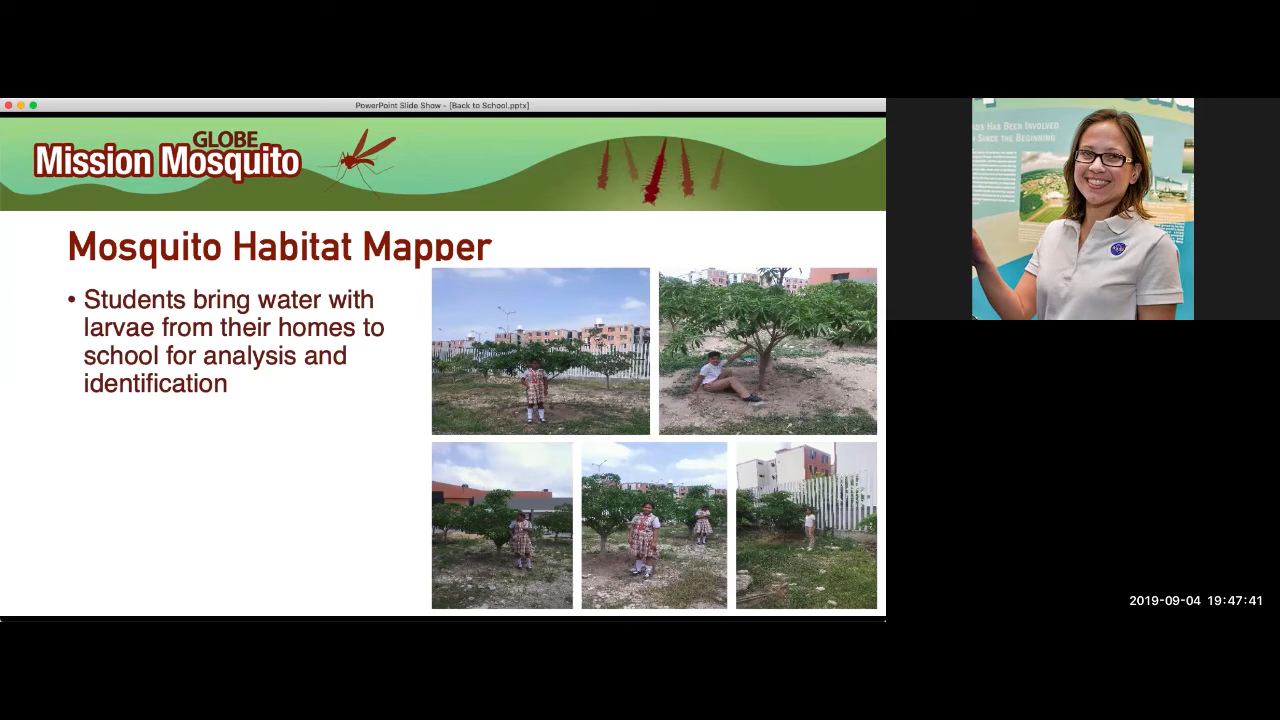 PowerPoint Slide Show - [Back to School.pptx]
GLOBE
Mission Mosquito
Mosquito Habitat Mapper
• Students bring water with
larvae from their homes to
school for analysis and
identification
HAS BEEN INVOLVED
SINCE THE BEGINNING
2019-09-04 19:47:41